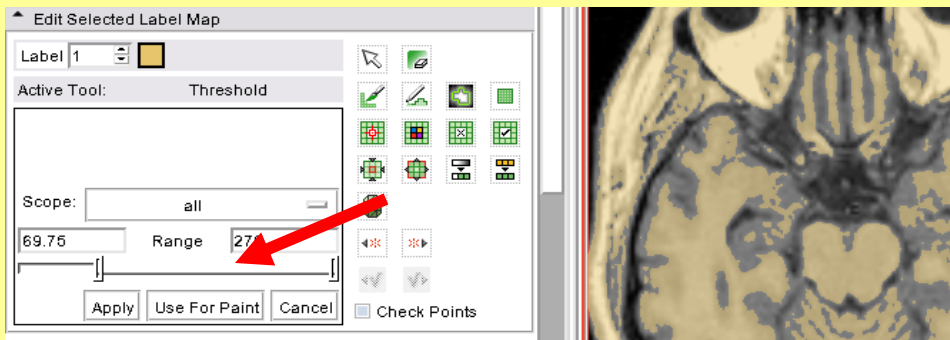 Edit Selected Label Map
Label 1
Active Tool: Threshold
Scope: all
69.75 Range
Apply Use For Paint Cancel
Check Points